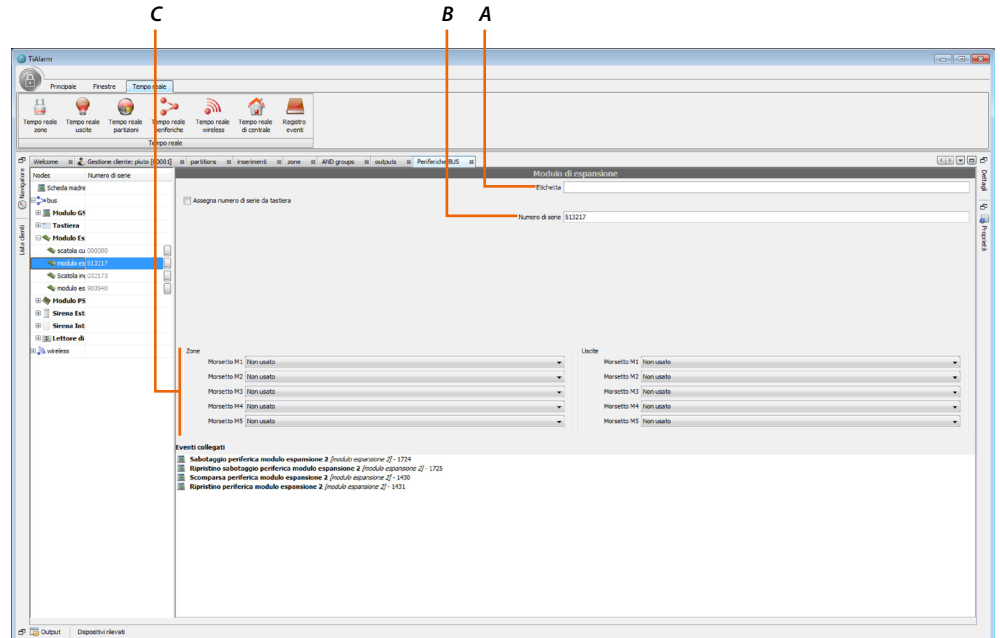 C B A
TiAlarm
Principale Finestre Tempo reale
Tempo reale zone
Tempo reale uscite
Tempo reale partizioni
Tempo reale periferiche
Tempo reale wireless
Tempo reale di centrale
Registro eventi
Tempo reale
Welcome Gestione cliente: pluto [00001] partitions inserimenti zone AND groups outputs Periferiche BUS
Navigatore
Lista clienti
Nodes Numero di serie
Scheda madre
bus
Modulo GS
Tastiera
Modulo Es
scatola cu 000000
modulo es 513217
Scatola in 032173
modulo es 903540
Modulo PS
Sirena Est
Sirena Int
Lettore di
wireless
Modulo di espansione
Etichetta
Assegna numero di serie da tastiera
Numero di serie 513217
Zone
Morsetto M1 Non usato
Morsetto M2 Non usato
Morsetto M3 Non usato
Morsetto M4 Non usato
Morsetto M5 Non usato
Uscite
Morsetto M1 Non usato
Morsetto M2 Non usato
Morsetto M3 Non usato
Morsetto M4 Non usato
Morsetto M5 Non usato
Eventi collegati
Sabotaggio periferica modulo espansione 2 [modulo espansione 2] - 1724
Ripristino sabotaggio periferica modulo espansione 2 [modulo espansione 2] - 1725
Scomparsa periferica modulo espansione 2 [modulo espansione 2] - 1430
Ripristino periferica modulo espansione 2 [modulo espansione 2] - 1431
Dettagli
Proprietà
Output Dispositivi rilevati